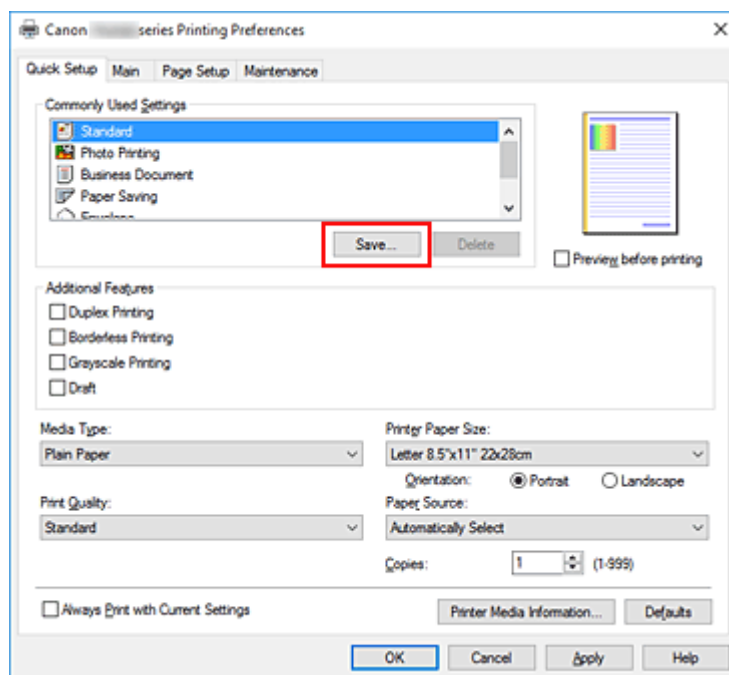 Canon series Printing Preferences
Quick Setup Main Page Setup Maintenance
Commonly Used Settings
Standard
Photo Printing
Business Document
Paper Saving
Envelope
Save... Delete
Preview before printing
Additional Features
Duplex Printing
Borderless Printing
Grayscale Printing
Draft
Media Type: Printer Paper Size:
Plain Paper Letter 8.5"x11" 22x28cm
Orientation: Portrait Landscape
Print Quality: Paper Source:
Standard Automatically Select
Copies: 1 (1-999)
Always Print with Current Settings Printer Media Information... Defaults
OK Cancel Apply Help